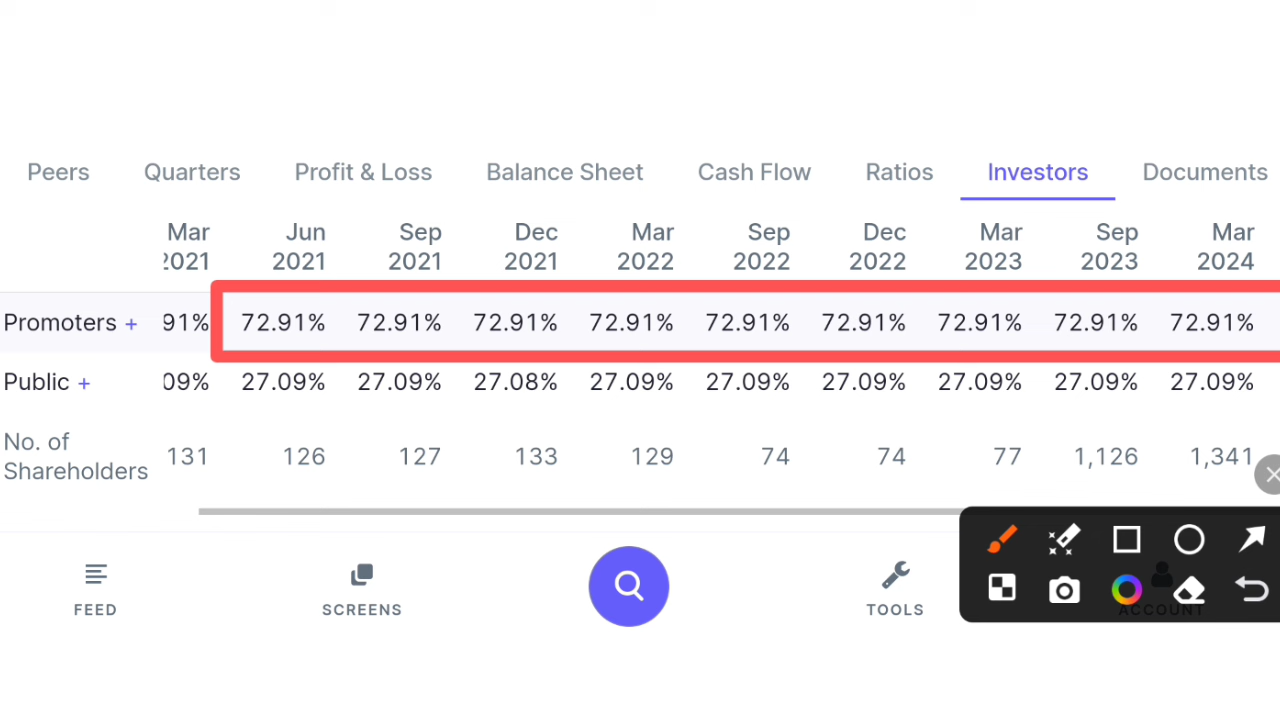 Peers Quarters Profit & Loss Balance Sheet Cash Flow Ratios Investors Documents
Mar Jun Sep Dec Mar Sep Dec Mar Sep Mar
2021 2021 2021 2021 2022 2022 2022 2023 2023 2024
Promoters + 91% 72.91% 72.91% 72.91% 72.91% 72.91% 72.91% 72.91% 72.91% 72.91%
Public + 09% 27.09% 27.09% 27.08% 27.09% 27.09% 27.09% 27.09% 27.09% 27.09%
No. of
Shareholders 131 126 127 133 129 74 74 77 1,126 1,341
FEED SCREENS TOOLS ACCOUNT